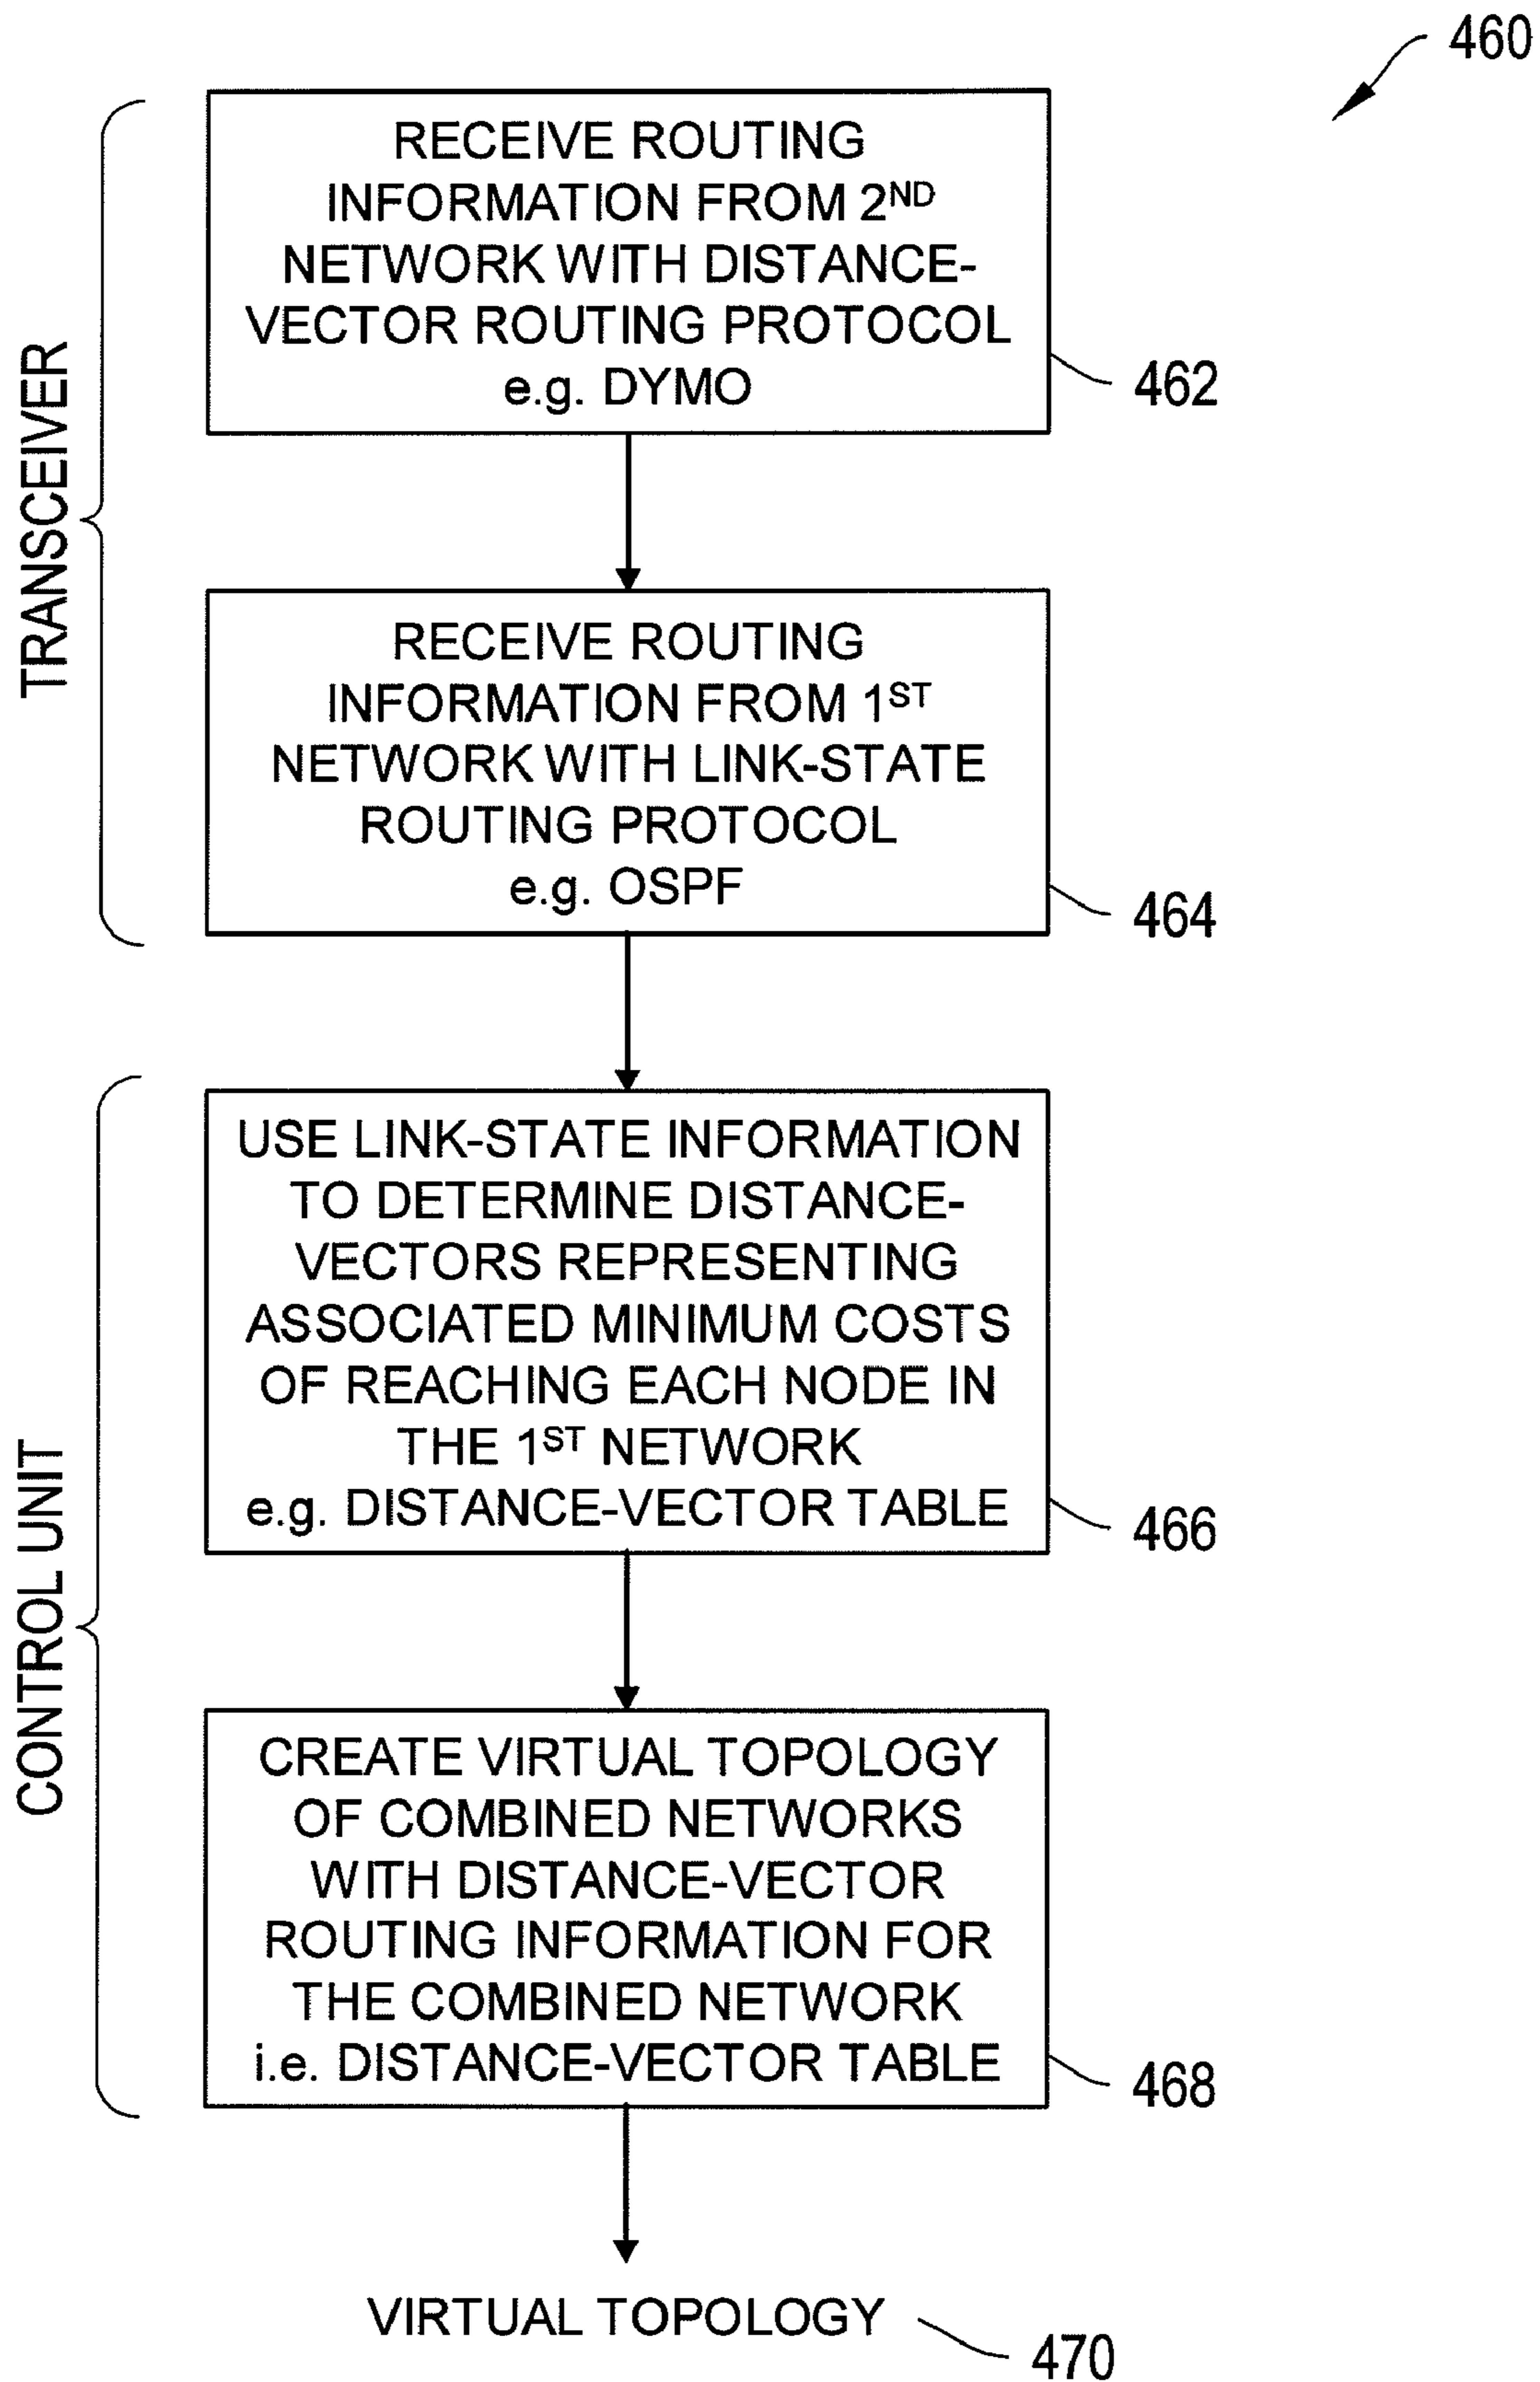 460
RECEIVE ROUTING
INFORMATION FROM 2ND
NETWORK WITH DISTANCE-
VECTOR ROUTING PROTOCOL
e.g. DYMO
462
TRANSCEIVER
RECEIVE ROUTING
INFORMATION FROM 1ST
NETWORK WITH LINK-STATE
ROUTING PROTOCOL
e.g. OSPF
464
USE LINK-STATE INFORMATION
TO DETERMINE DISTANCE-
VECTORS REPRESENTING
ASSOCIATED MINIMUM COSTS
OF REACHING EACH NODE IN
THE 1ST NETWORK
e.g. DISTANCE-VECTOR TABLE
466
CONTROL UNIT
CREATE VIRTUAL TOPOLOGY
OF COMBINED NETWORKS
WITH DISTANCE-VECTOR
ROUTING INFORMATION FOR
THE COMBINED NETWORK
i.e. DISTANCE-VECTOR TABLE
468
VIRTUAL TOPOLOGY
470